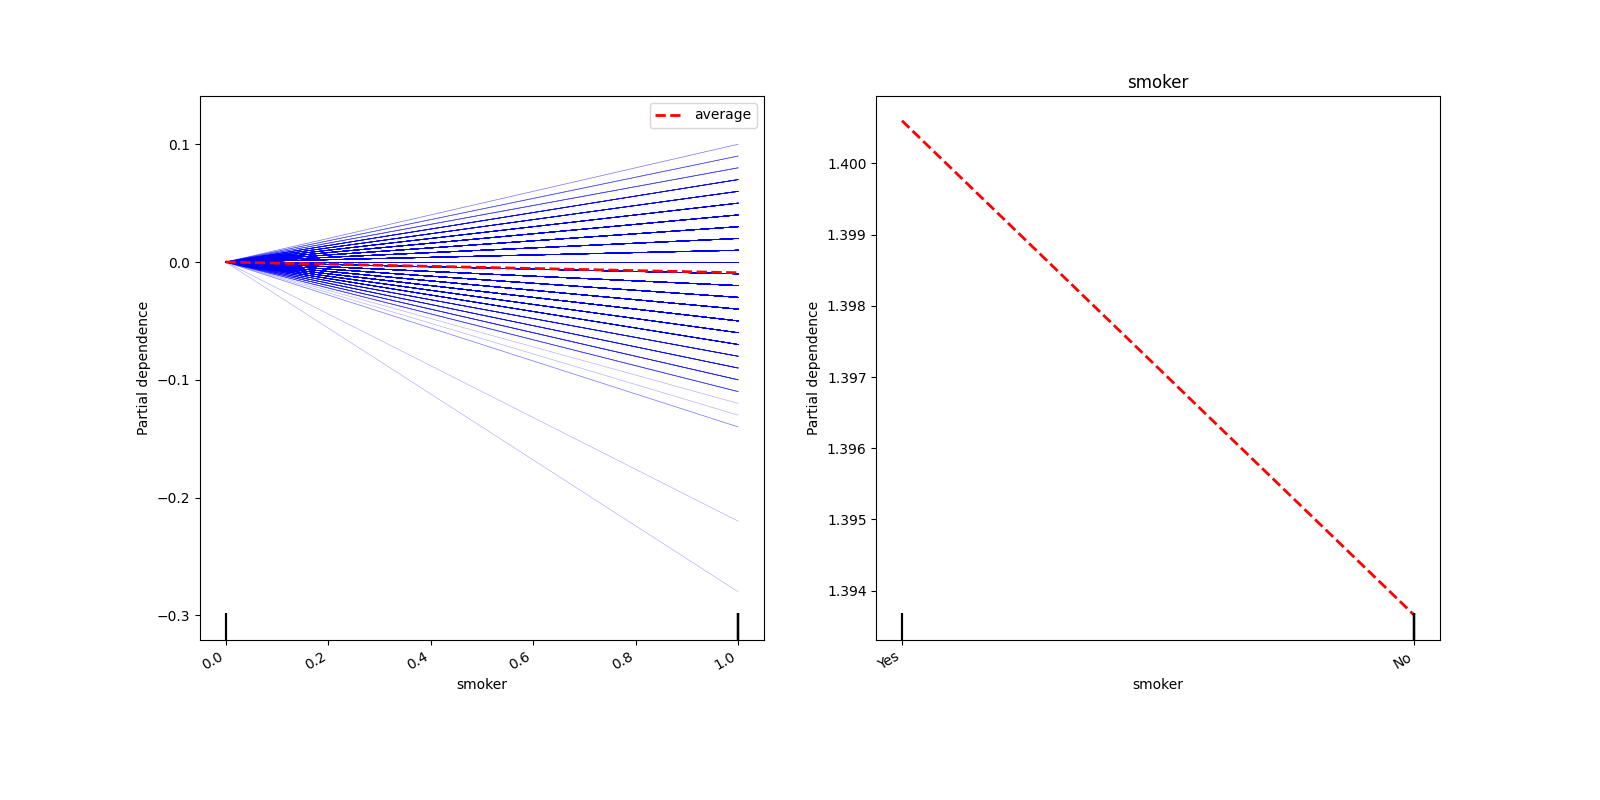 average
0.1
0.0
−0.1
−0.2
−0.3
Partial dependence
0.0
0.2
0.4
0.6
0.8
1.0
smoker
smoker
1.400
1.399
1.398
1.397
1.396
1.395
1.394
Partial dependence
Yes
No
smoker